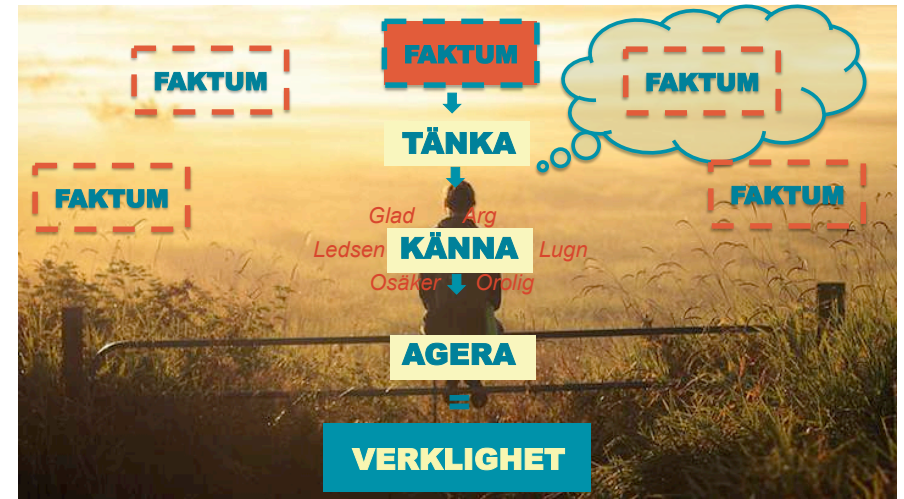 FAKTUM
FAKTUM
FAKTUM
FAKTUM
FAKTUM
TÄNKA
Glad Arg
Ledsen KÄNNA Lugn
Osäker Orolig
AGERA
=
VERKLIGHET